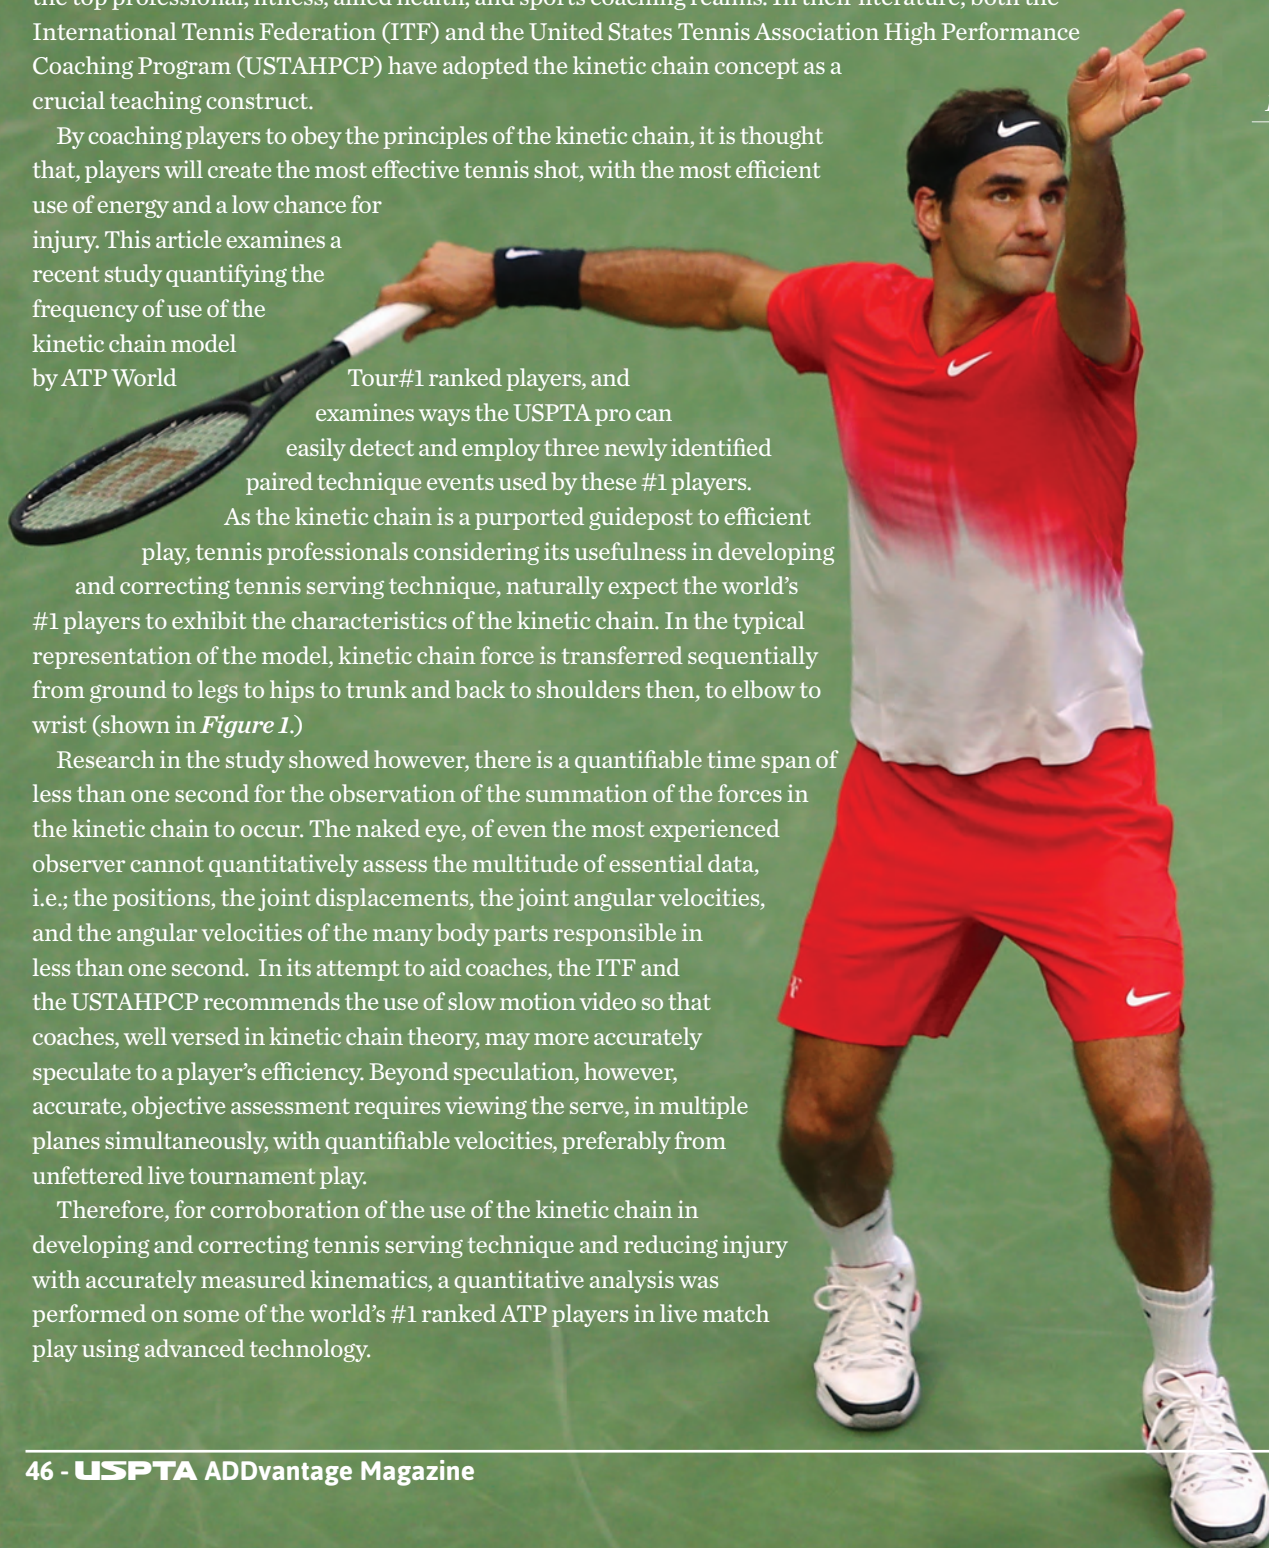 the top professional, fitness, allied health, and sports coaching realms. In their literature, both the
International Tennis Federation (ITF) and the United States Tennis Association High Performance
Coaching Program (USTAHPCP) have adopted the kinetic chain concept as a
crucial teaching construct.
By coaching players to obey the principles of the kinetic chain, it is thought
that, players will create the most effective tennis shot, with the most efficient
use of energy and a low chance for
injury. This article examines a
recent study quantifying the
frequency of use of the
kinetic chain model
by ATP World Tour#1 ranked players, and
examines ways the USPTA pro can
easily detect and employ three newly identified
paired technique events used by these #1 players.
As the kinetic chain is a purported guidepost to efficient
play, tennis professionals considering its usefulness in developing
and correcting tennis serving technique, naturally expect the world's
#1 players to exhibit the characteristics of the kinetic chain. In the typical
representation of the model, kinetic chain force is transferred sequentially
from ground to legs to hips to trunk and back to shoulders then, to elbow to
wrist (shown in Figure 1.)
Research in the study showed however, there is a quantifiable time span of
less than one second for the observation of the summation of the forces in
the kinetic chain to occur. The naked eye, of even the most experienced
observer cannot quantitatively assess the multitude of essential data,
i.e.; the positions, the joint displacements, the joint angular velocities,
and the angular velocities of the many body parts responsible in
less than one second.  In its attempt to aid coaches, the ITF and
the USTAHPCP recommends the use of slow motion video so that
coaches, well versed in kinetic chain theory, may more accurately
speculate to a player's efficiency. Beyond speculation, however,
accurate, objective assessment requires viewing the serve, in multiple
planes simultaneously, with quantifiable velocities, preferably from
unfettered live tournament play.
Therefore, for corroboration of the use of the kinetic chain in
developing and correcting tennis serving technique and reducing injury
with accurately measured kinematics, a quantitative analysis was
performed on some of the world's #1 ranked ATP players in live match
play using advanced technology.
46 - USPTA ADDvantage Magazine